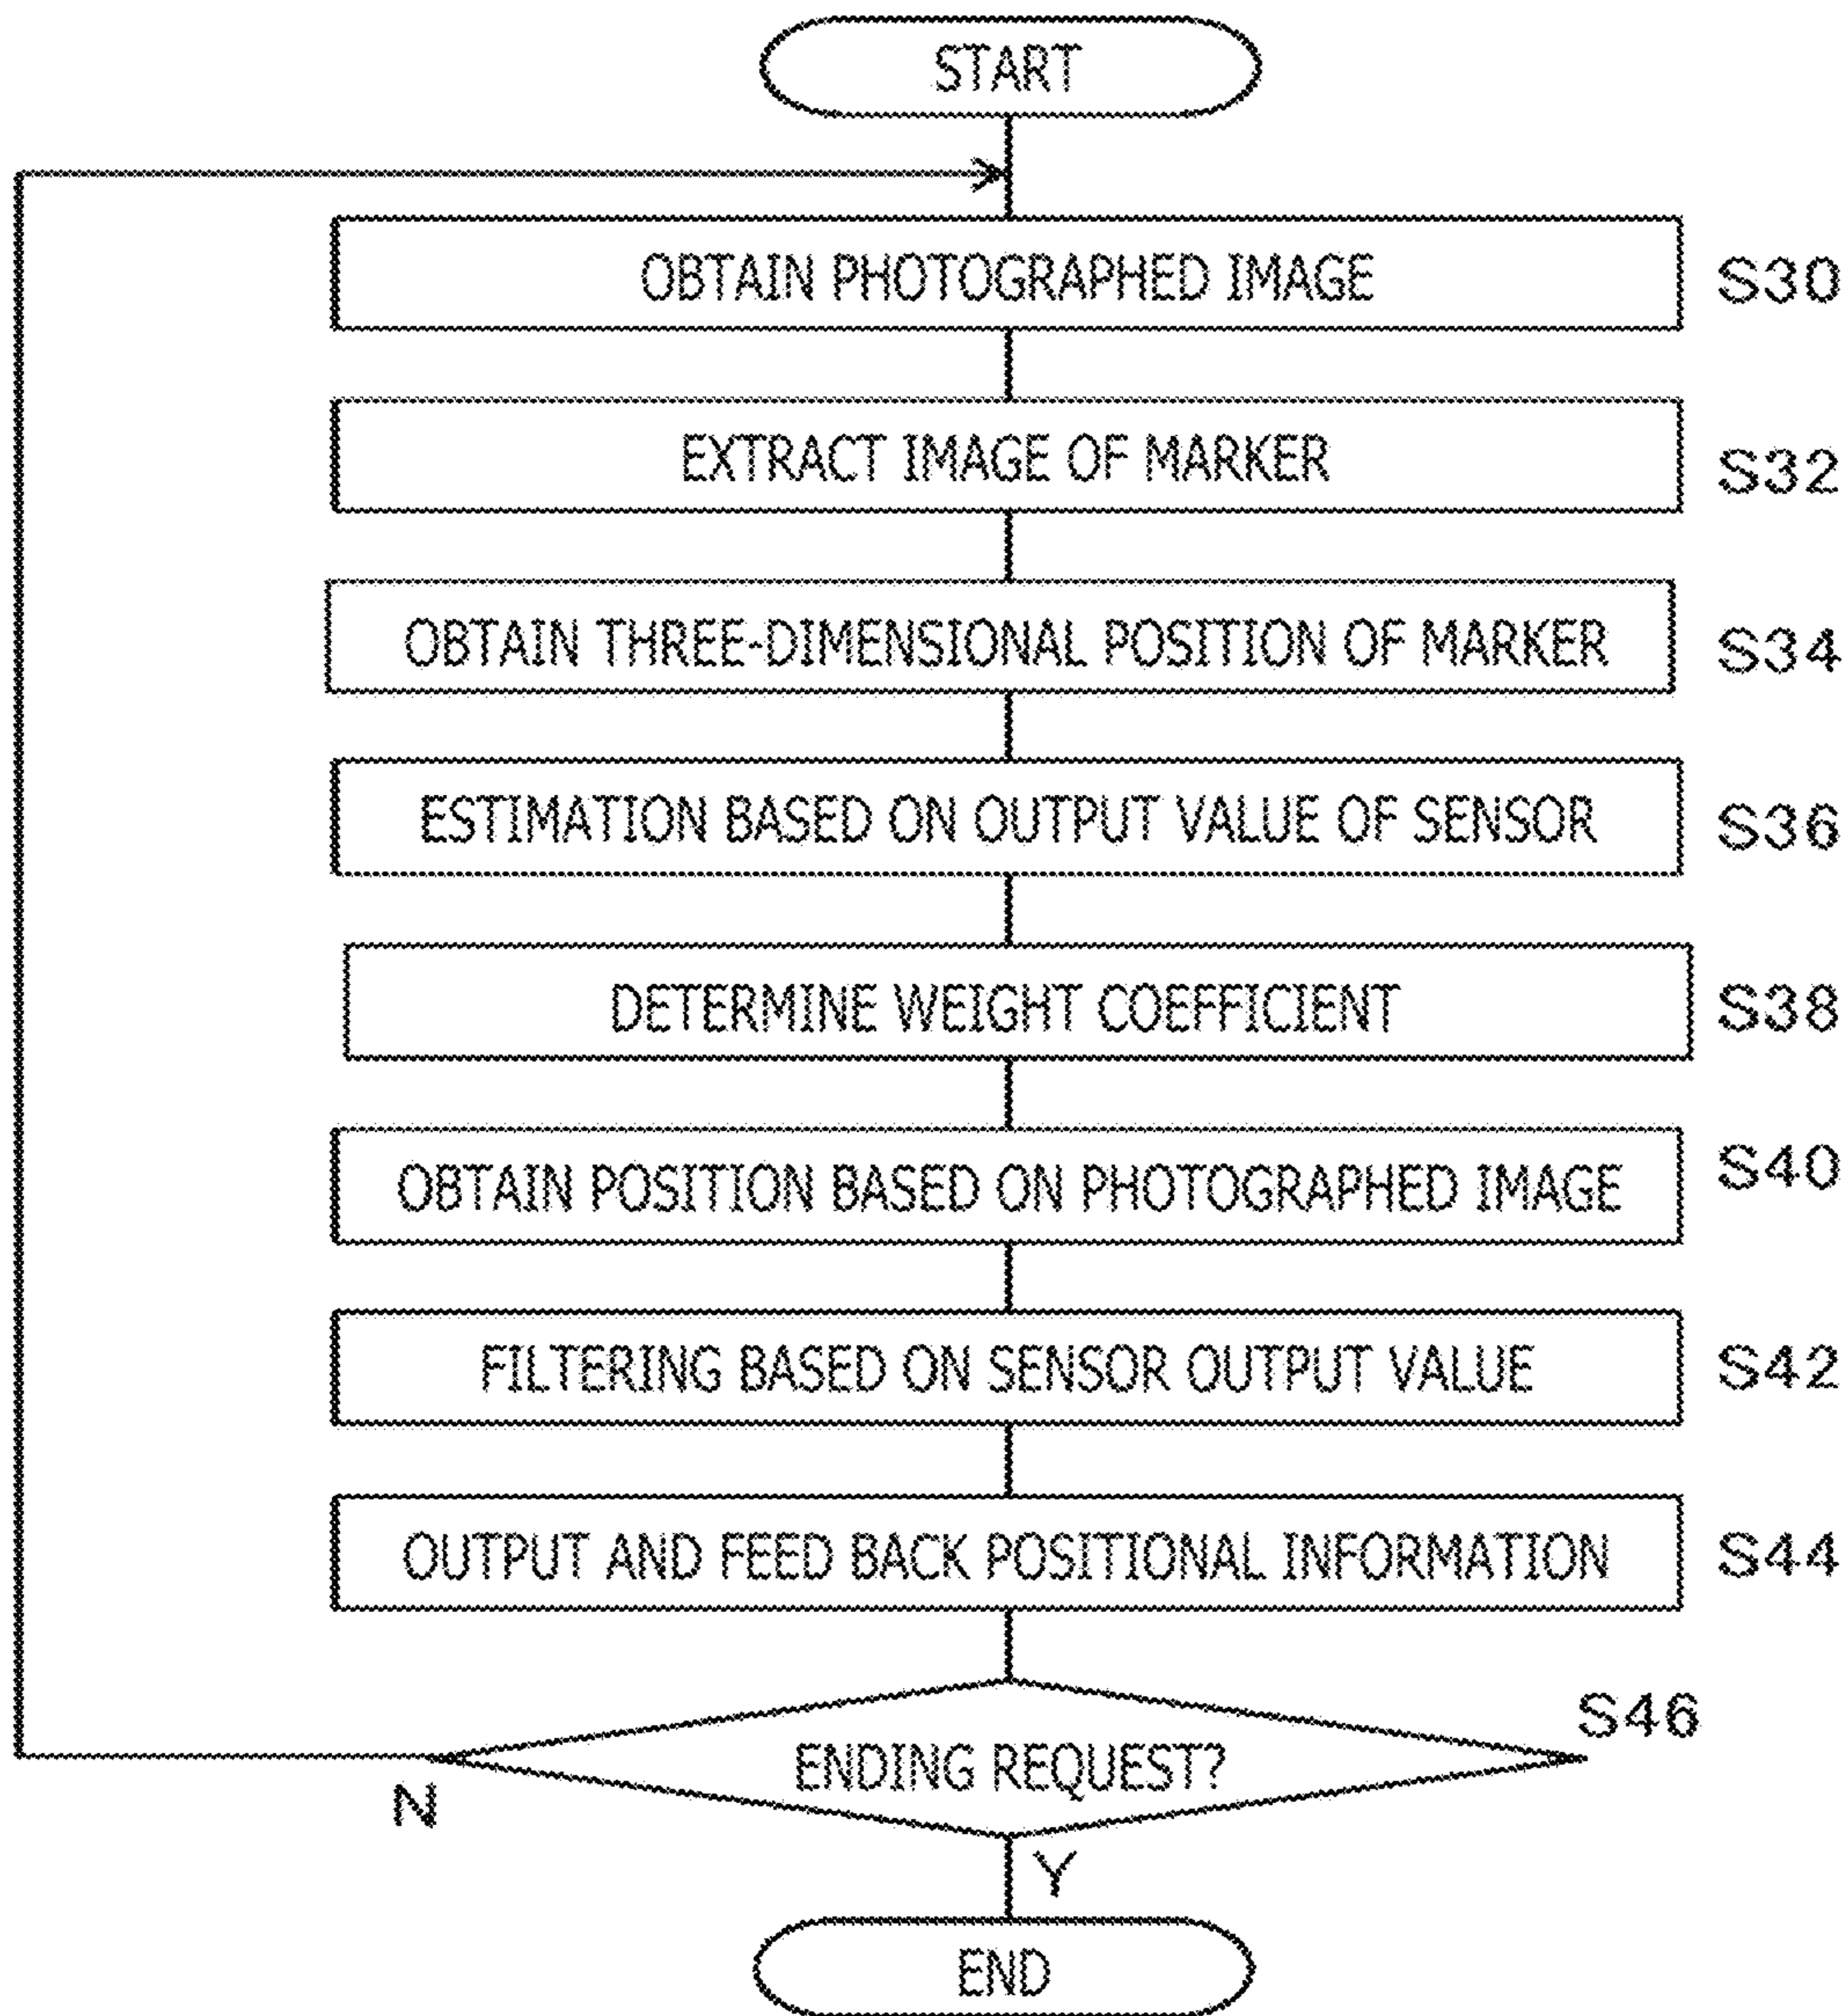 START
OBTAIN PHOTOGRAPHED IMAGE S30
EXTRACT IMAGE OF MARKER S32
OBTAIN THREE-DIMENSIONAL POSITION OF MARKER S34
ESTIMATION BASED ON OUTPUT VALUE OF SENSOR S36
DETERMINE WEIGHT COEFFICIENT S38
OBTAIN POSITION BASED ON PHOTOGRAPHED IMAGE S40
FILTERING BASED ON SENSOR OUTPUT VALUE S42
OUTPUT AND FEED BACK POSITIONAL INFORMATION S44
S46
ENDING REQUEST?
N
Y
END